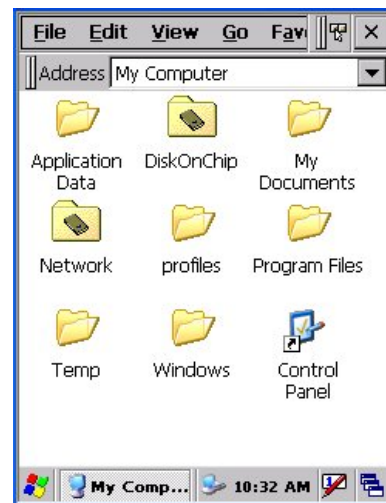 File Edit View Go Fav
Address My Computer
Application Data DiskOnChip My Documents
Network profiles Program Files
Temp Windows Control Panel
My Comp... 10:32 AM